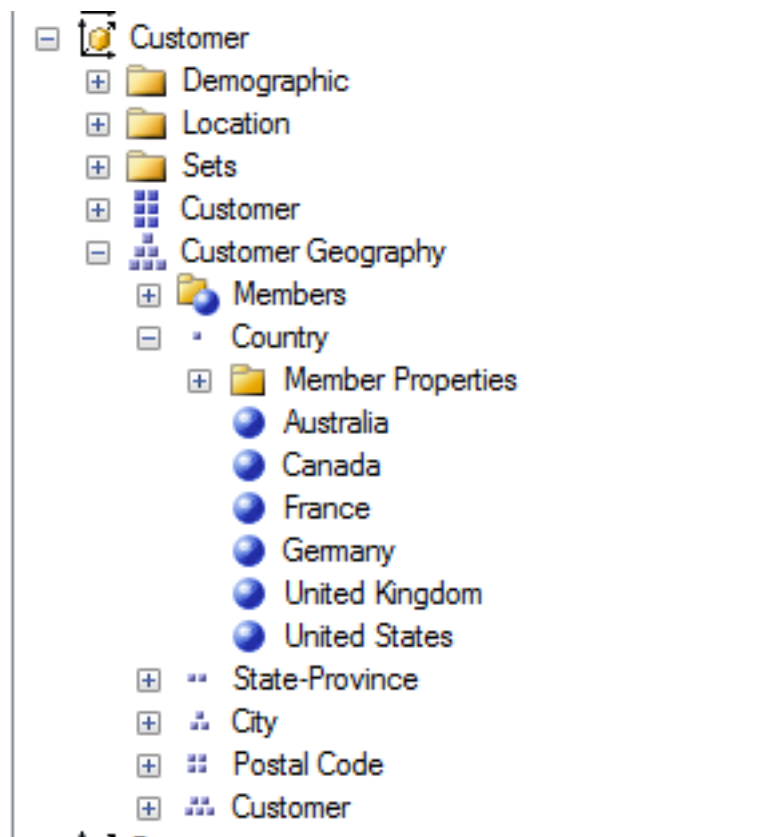 Customer
Demographic
Location
Sets
Customer
Customer Geography
Members
Country
Member Properties
Australia
Canada
France
Germany
United Kingdom
United States
State-Province
City
Postal Code
Customer